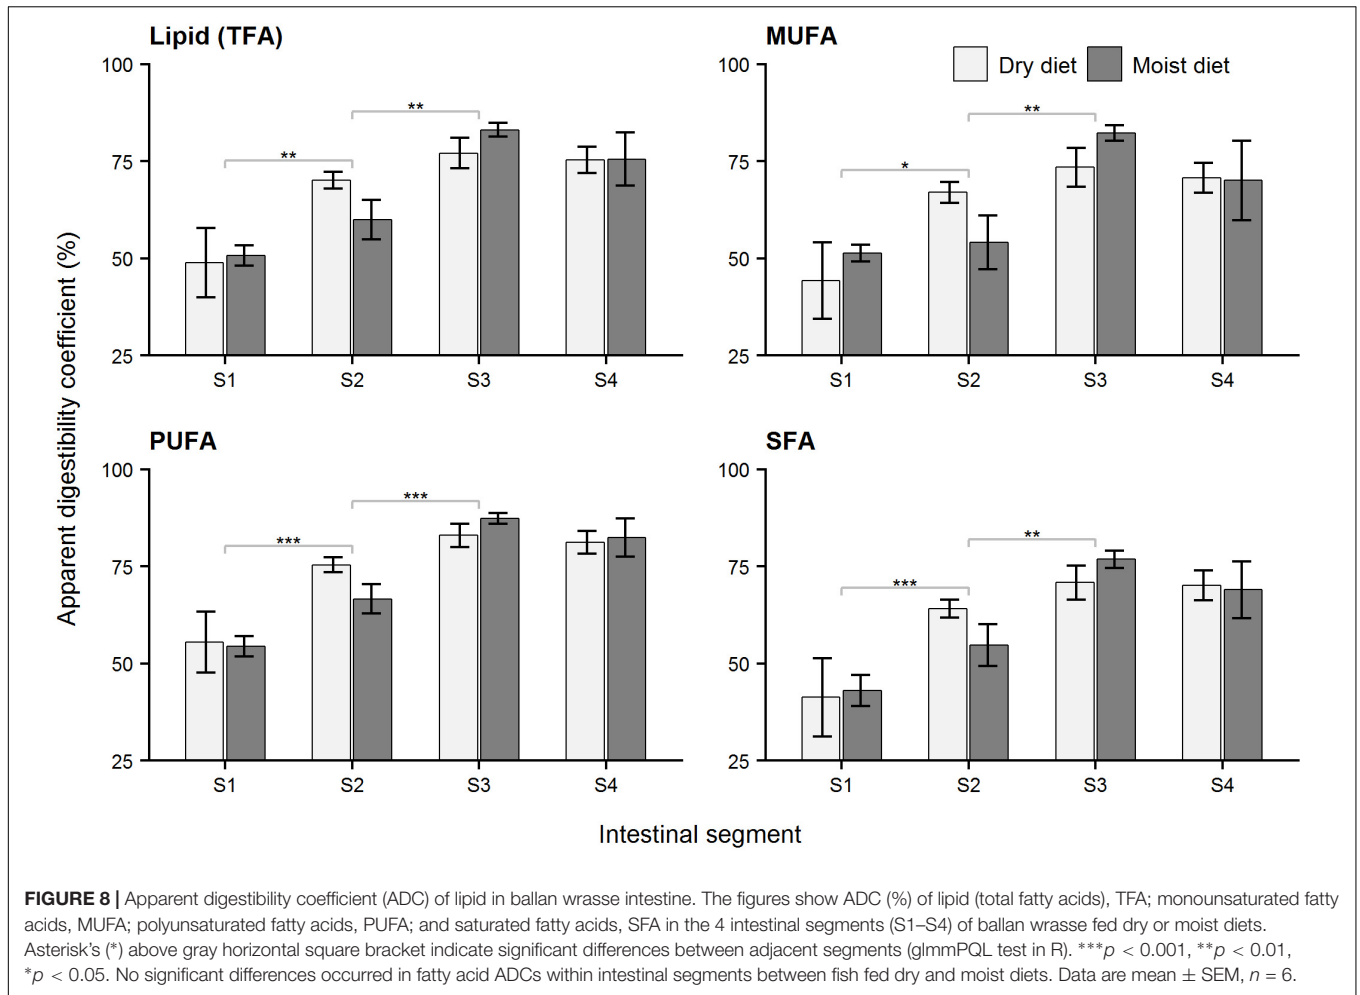 Lipid (TFA)
100
75
50
25
**
**
S1 S2 S3 S4
MUFA
Dry diet Moist diet
100
75
50
25
*
**
S1 S2 S3 S4
Apparent digestibility coefficient (%)
PUFA
100
75
50
25
***
***
S1 S2 S3 S4
SFA
100
75
50
25
***
**
S1 S2 S3 S4
Intestinal segment
FIGURE 8 | Apparent digestibility coefficient (ADC) of lipid in ballan wrasse intestine. The figures show ADC (%) of lipid (total fatty acids), TFA; monounsaturated fatty
acids, MUFA; polyunsaturated fatty acids, PUFA; and saturated fatty acids, SFA in the 4 intestinal segments (S1–S4) of ballan wrasse fed dry or moist diets.
Asterisk's (*) above gray horizontal square bracket indicate significant differences between adjacent segments (glmmPQL test in R). ***p < 0.001, **p < 0.01,
*p < 0.05. No significant differences occurred in fatty acid ADCs within intestinal segments between fish fed dry and moist diets. Data are mean ± SEM, n = 6.